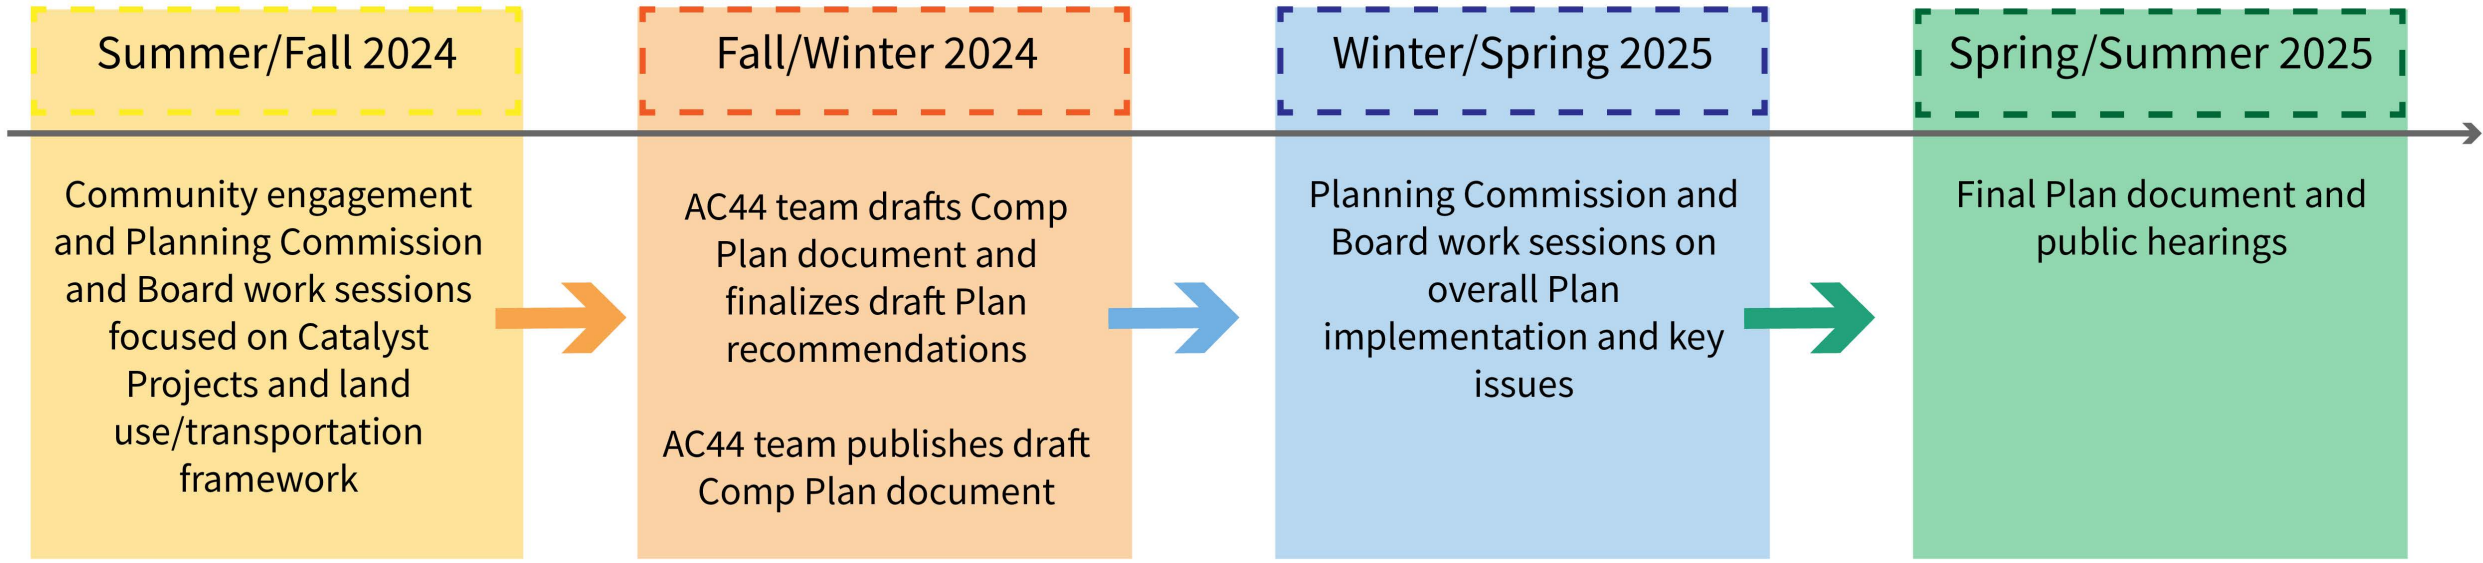 Summer/Fall 2024
Community engagement
and Planning Commission
and Board work sessions
focused on Catalyst
Projects and land
use/transportation
framework
Fall/Winter 2024
AC44 team drafts Comp
Plan document and
finalizes draft Plan
recommendations
AC44 team publishes draft
Comp Plan document
Winter/Spring 2025
Planning Commission and
Board work sessions on
overall Plan
implementation and key
issues
Spring/Summer 2025
Final Plan document and
public hearings